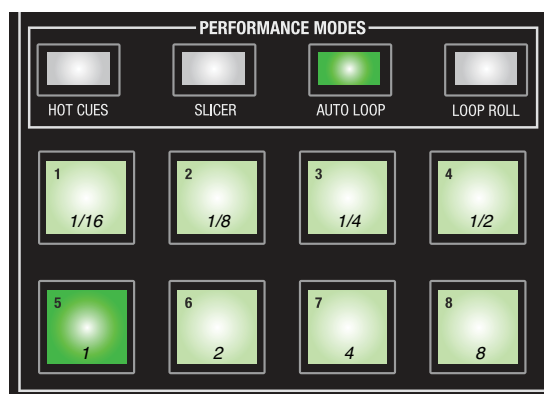 PERFORMANCE MODES
HOT CUES SLICER AUTO LOOP LOOP ROLL
1 2 3 4
1/16 1/8 1/4 1/2
5 6 7 8
1 2 4 8